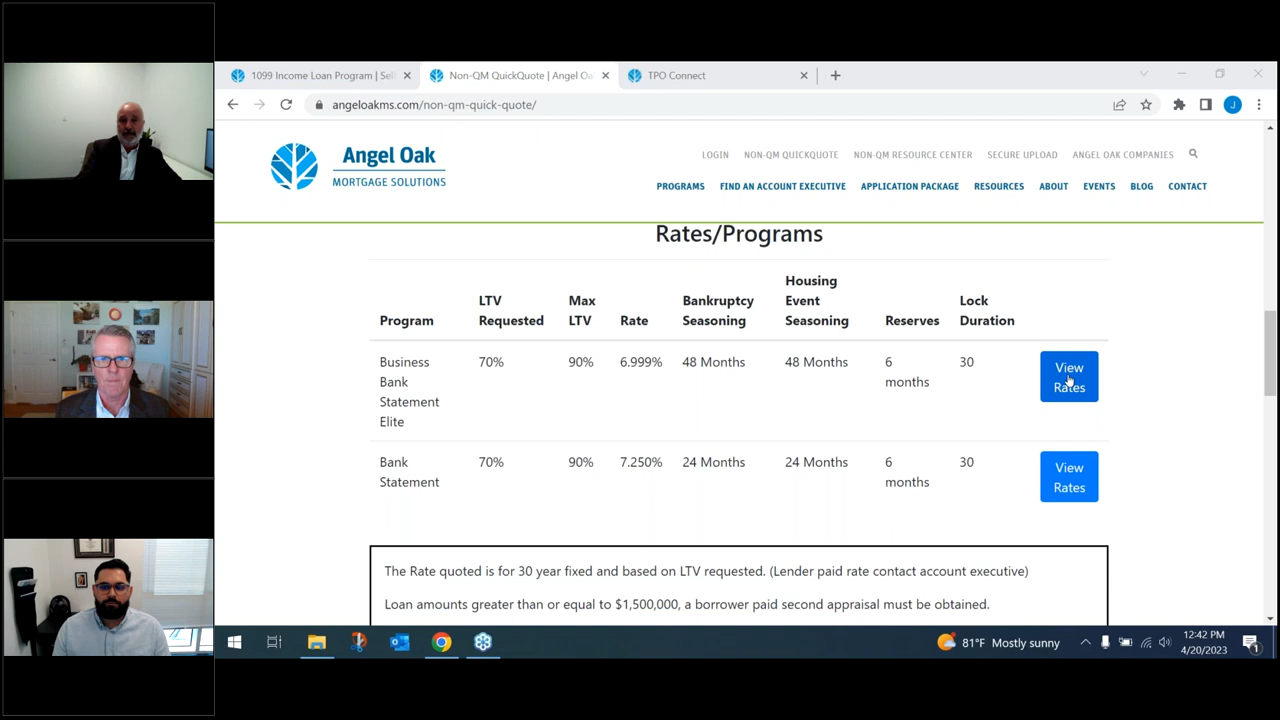 1099 Income Loan Program | Sell
Non-QM QuickQuote | Angel Oa
TPO Connect
angeloakms.com/non-qm-quick-quote/
J
Angel Oak
MORTGAGE SOLUTIONS
LOGIN NON-QM QUICKQUOTE NON-QM RESOURCE CENTER SECURE UPLOAD ANGEL OAK COMPANIES
PROGRAMS FIND AN ACCOUNT EXECUTIVE APPLICATION PACKAGE RESOURCES ABOUT EVENTS BLOG CONTACT
Rates/Programs
Program
LTV
Requested
Max
LTV
Rate
Bankruptcy
Seasoning
Housing
Event
Seasoning
Reserves
Lock
Duration
Business
Bank
Statement
Elite
70%
90%
6.999%
48 Months
48 Months
6
months
30
View
Rates
Bank
Statement
70%
90%
7.250%
24 Months
24 Months
6
months
30
View
Rates
The Rate quoted is for 30 year fixed and based on LTV requested. (Lender paid rate contact account executive)
Loan amounts greater than or equal to $1,500,000, a borrower paid second appraisal must be obtained.
81°F Mostly sunny
12:42 PM
4/20/2023
1